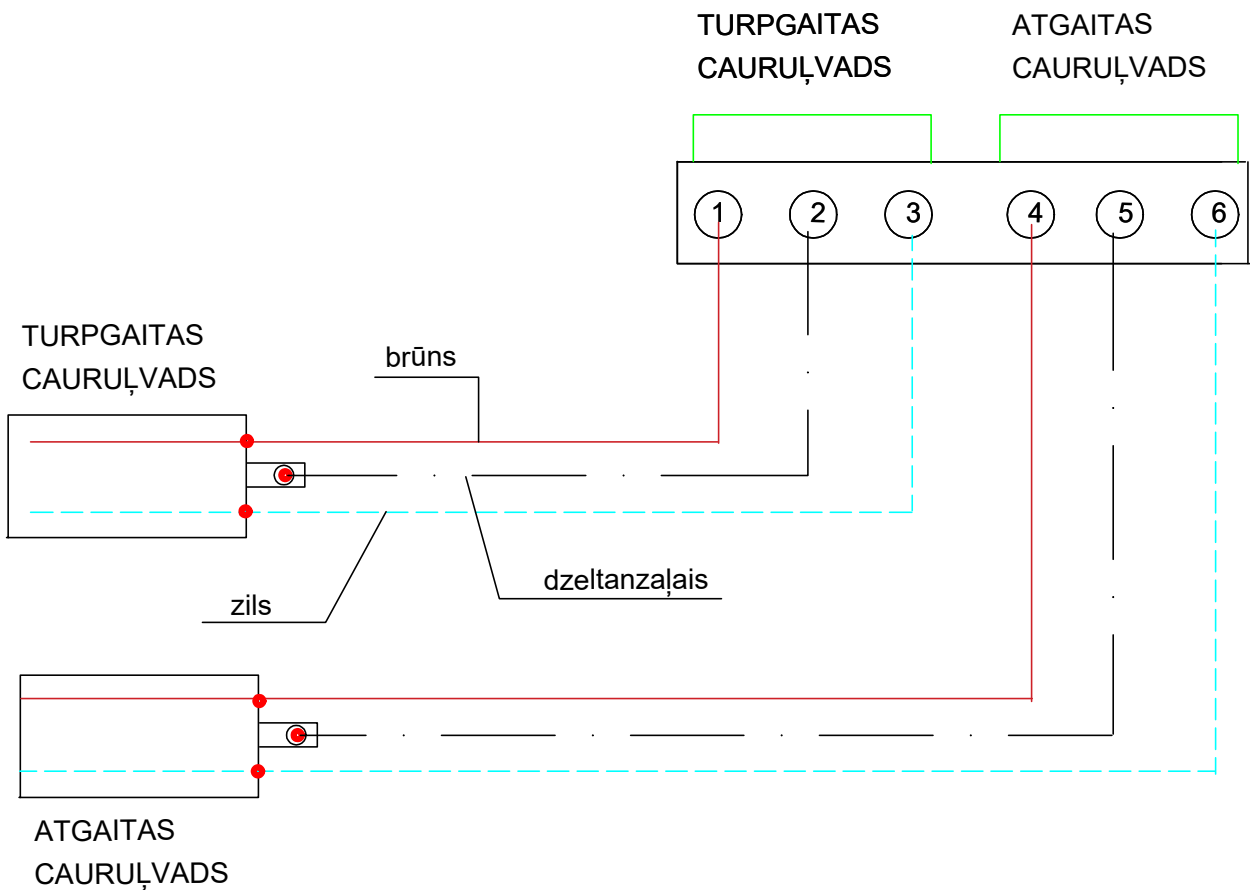 TURPGAITAS
CAURUĻVADS
ATGAITAS
CAURUĻVADS
1 2 3 4 5 6
TURPGAITAS
CAURUĻVADS
brūns
dzeltanzaļais
zils
ATGAITAS
CAURUĻVADS